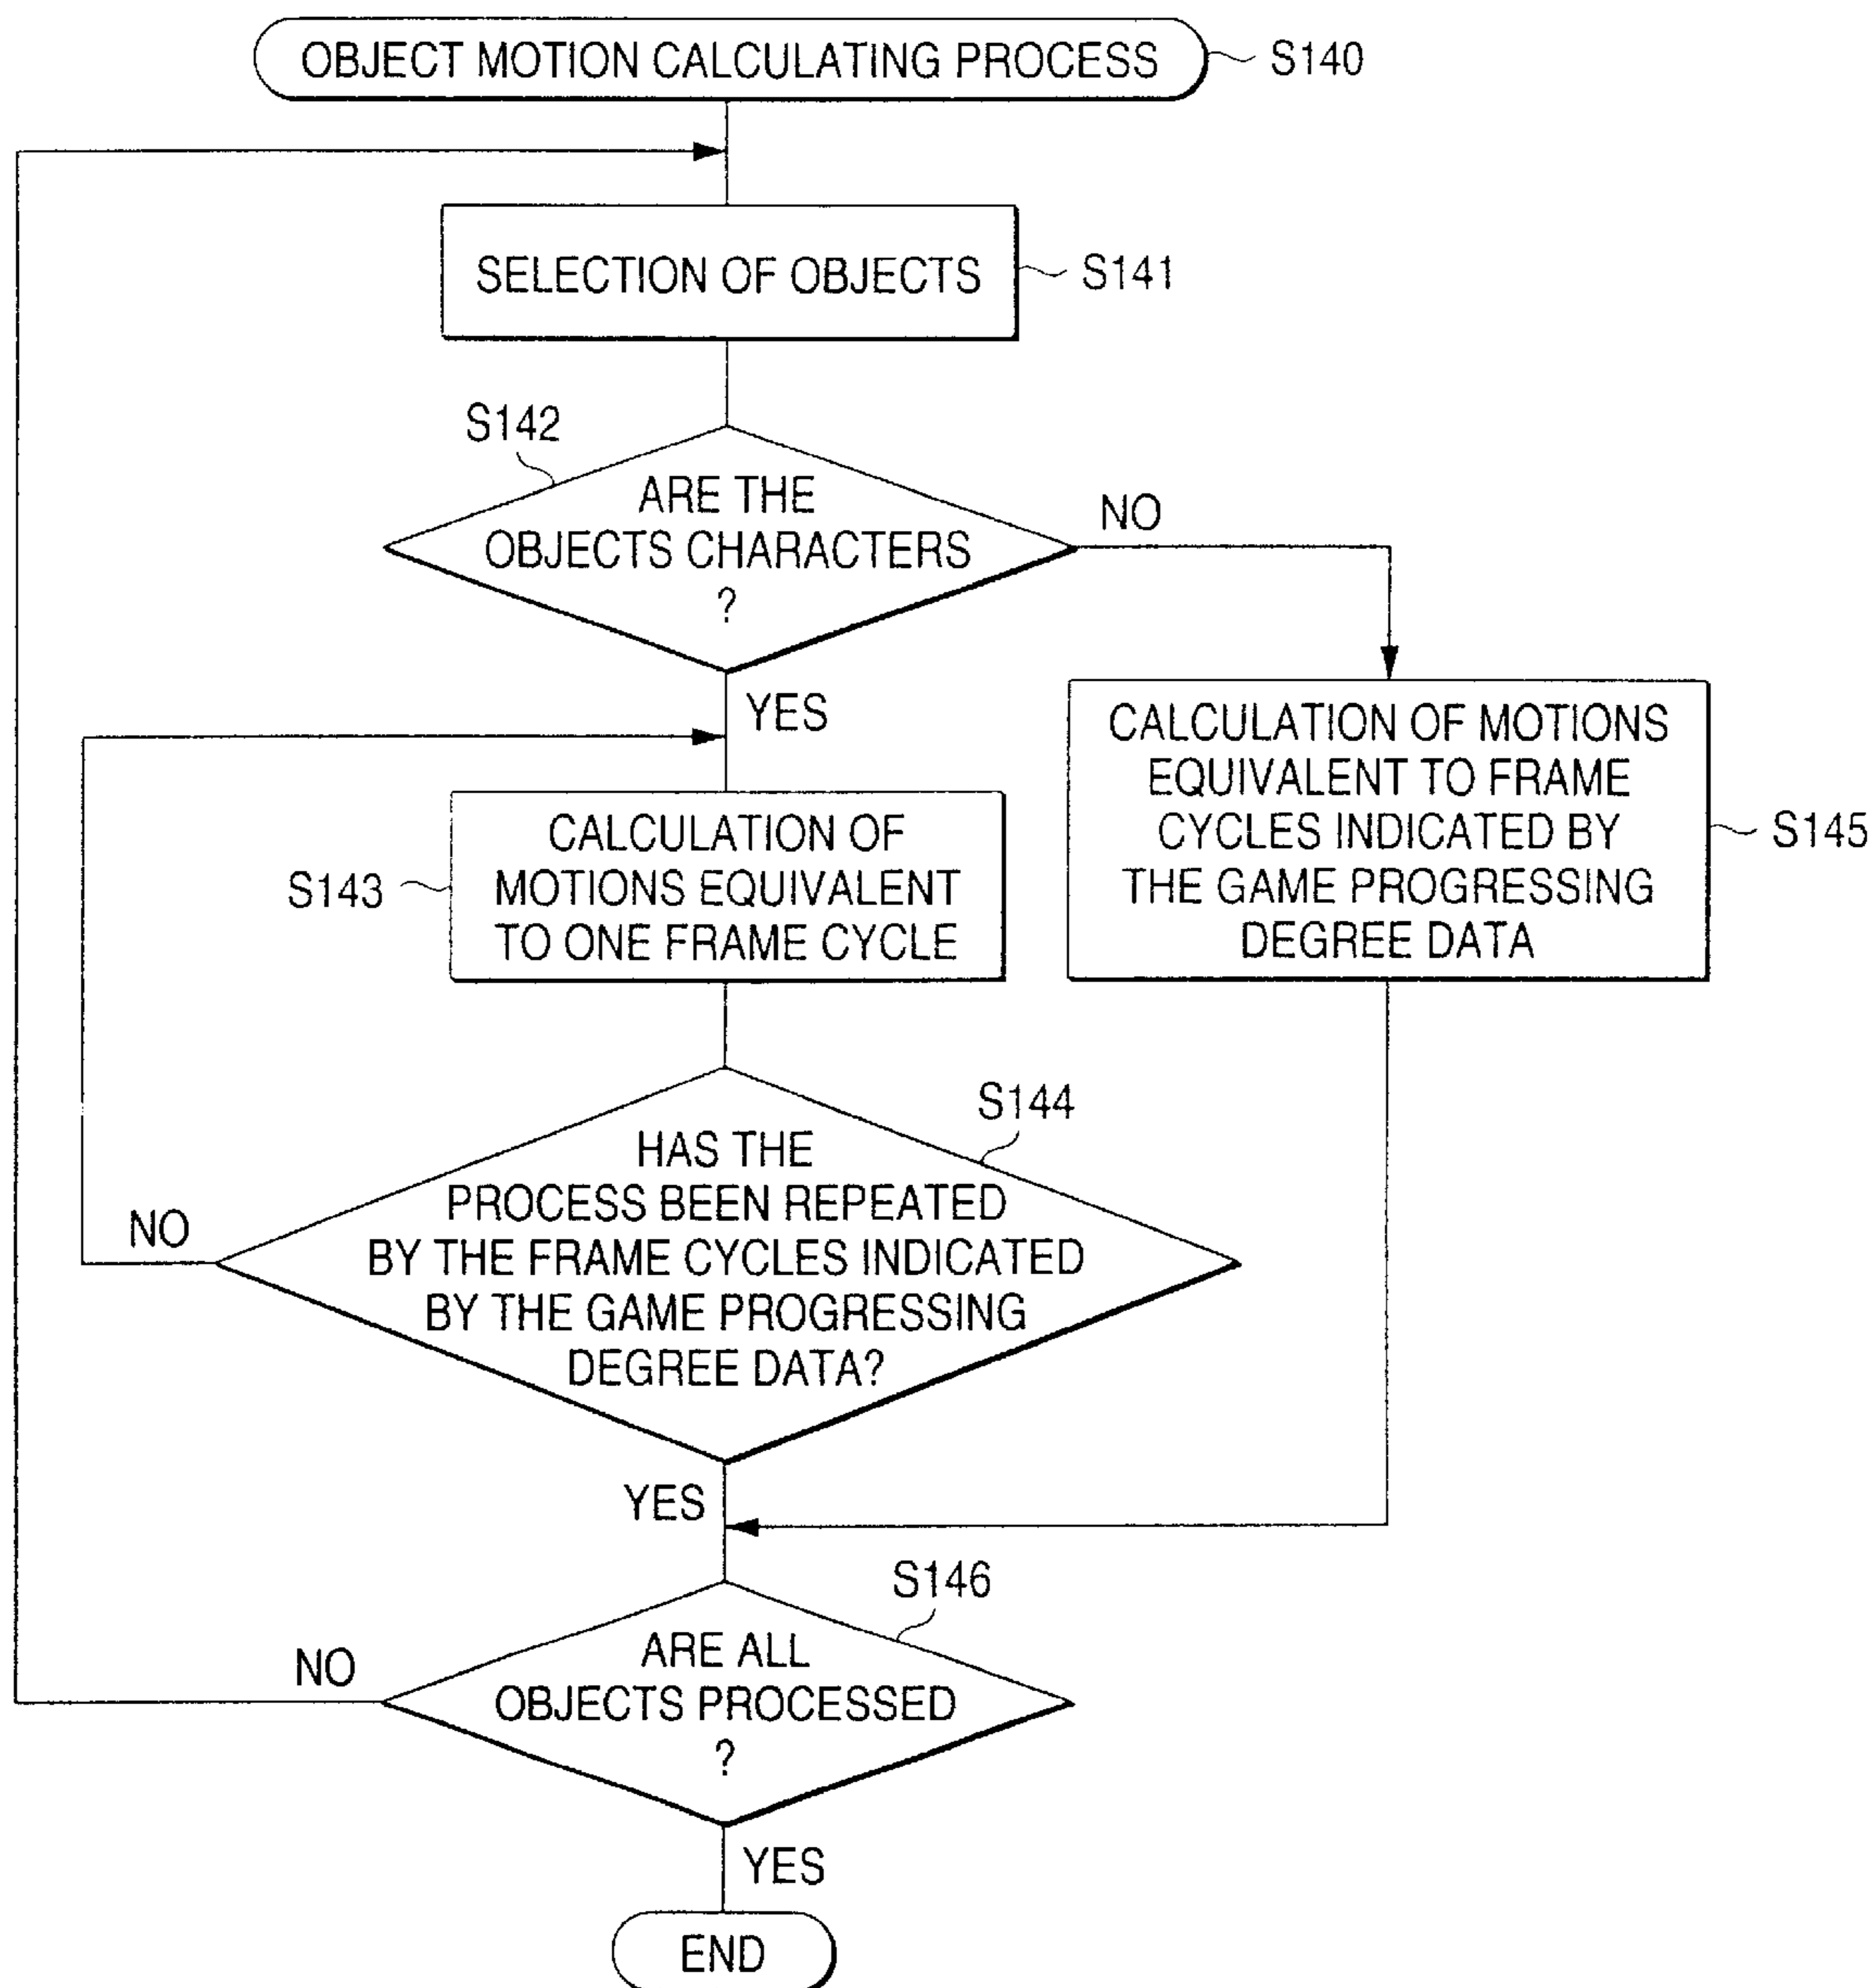 OBJECT MOTION CALCULATING PROCESS
S140
SELECTION OF OBJECTS
S141
S142
ARE THE
OBJECTS CHARACTERS
?
NO
YES
CALCULATION OF
MOTIONS EQUIVALENT
TO ONE FRAME CYCLE
S143
CALCULATION OF MOTIONS
EQUIVALENT TO FRAME
CYCLES INDICATED BY
THE GAME PROGRESSING
DEGREE DATA
S145
S144
HAS THE
PROCESS BEEN REPEATED
BY THE FRAME CYCLES INDICATED
BY THE GAME PROGRESSING
DEGREE DATA?
NO
YES
S146
ARE ALL
OBJECTS PROCESSED
?
NO
YES
END